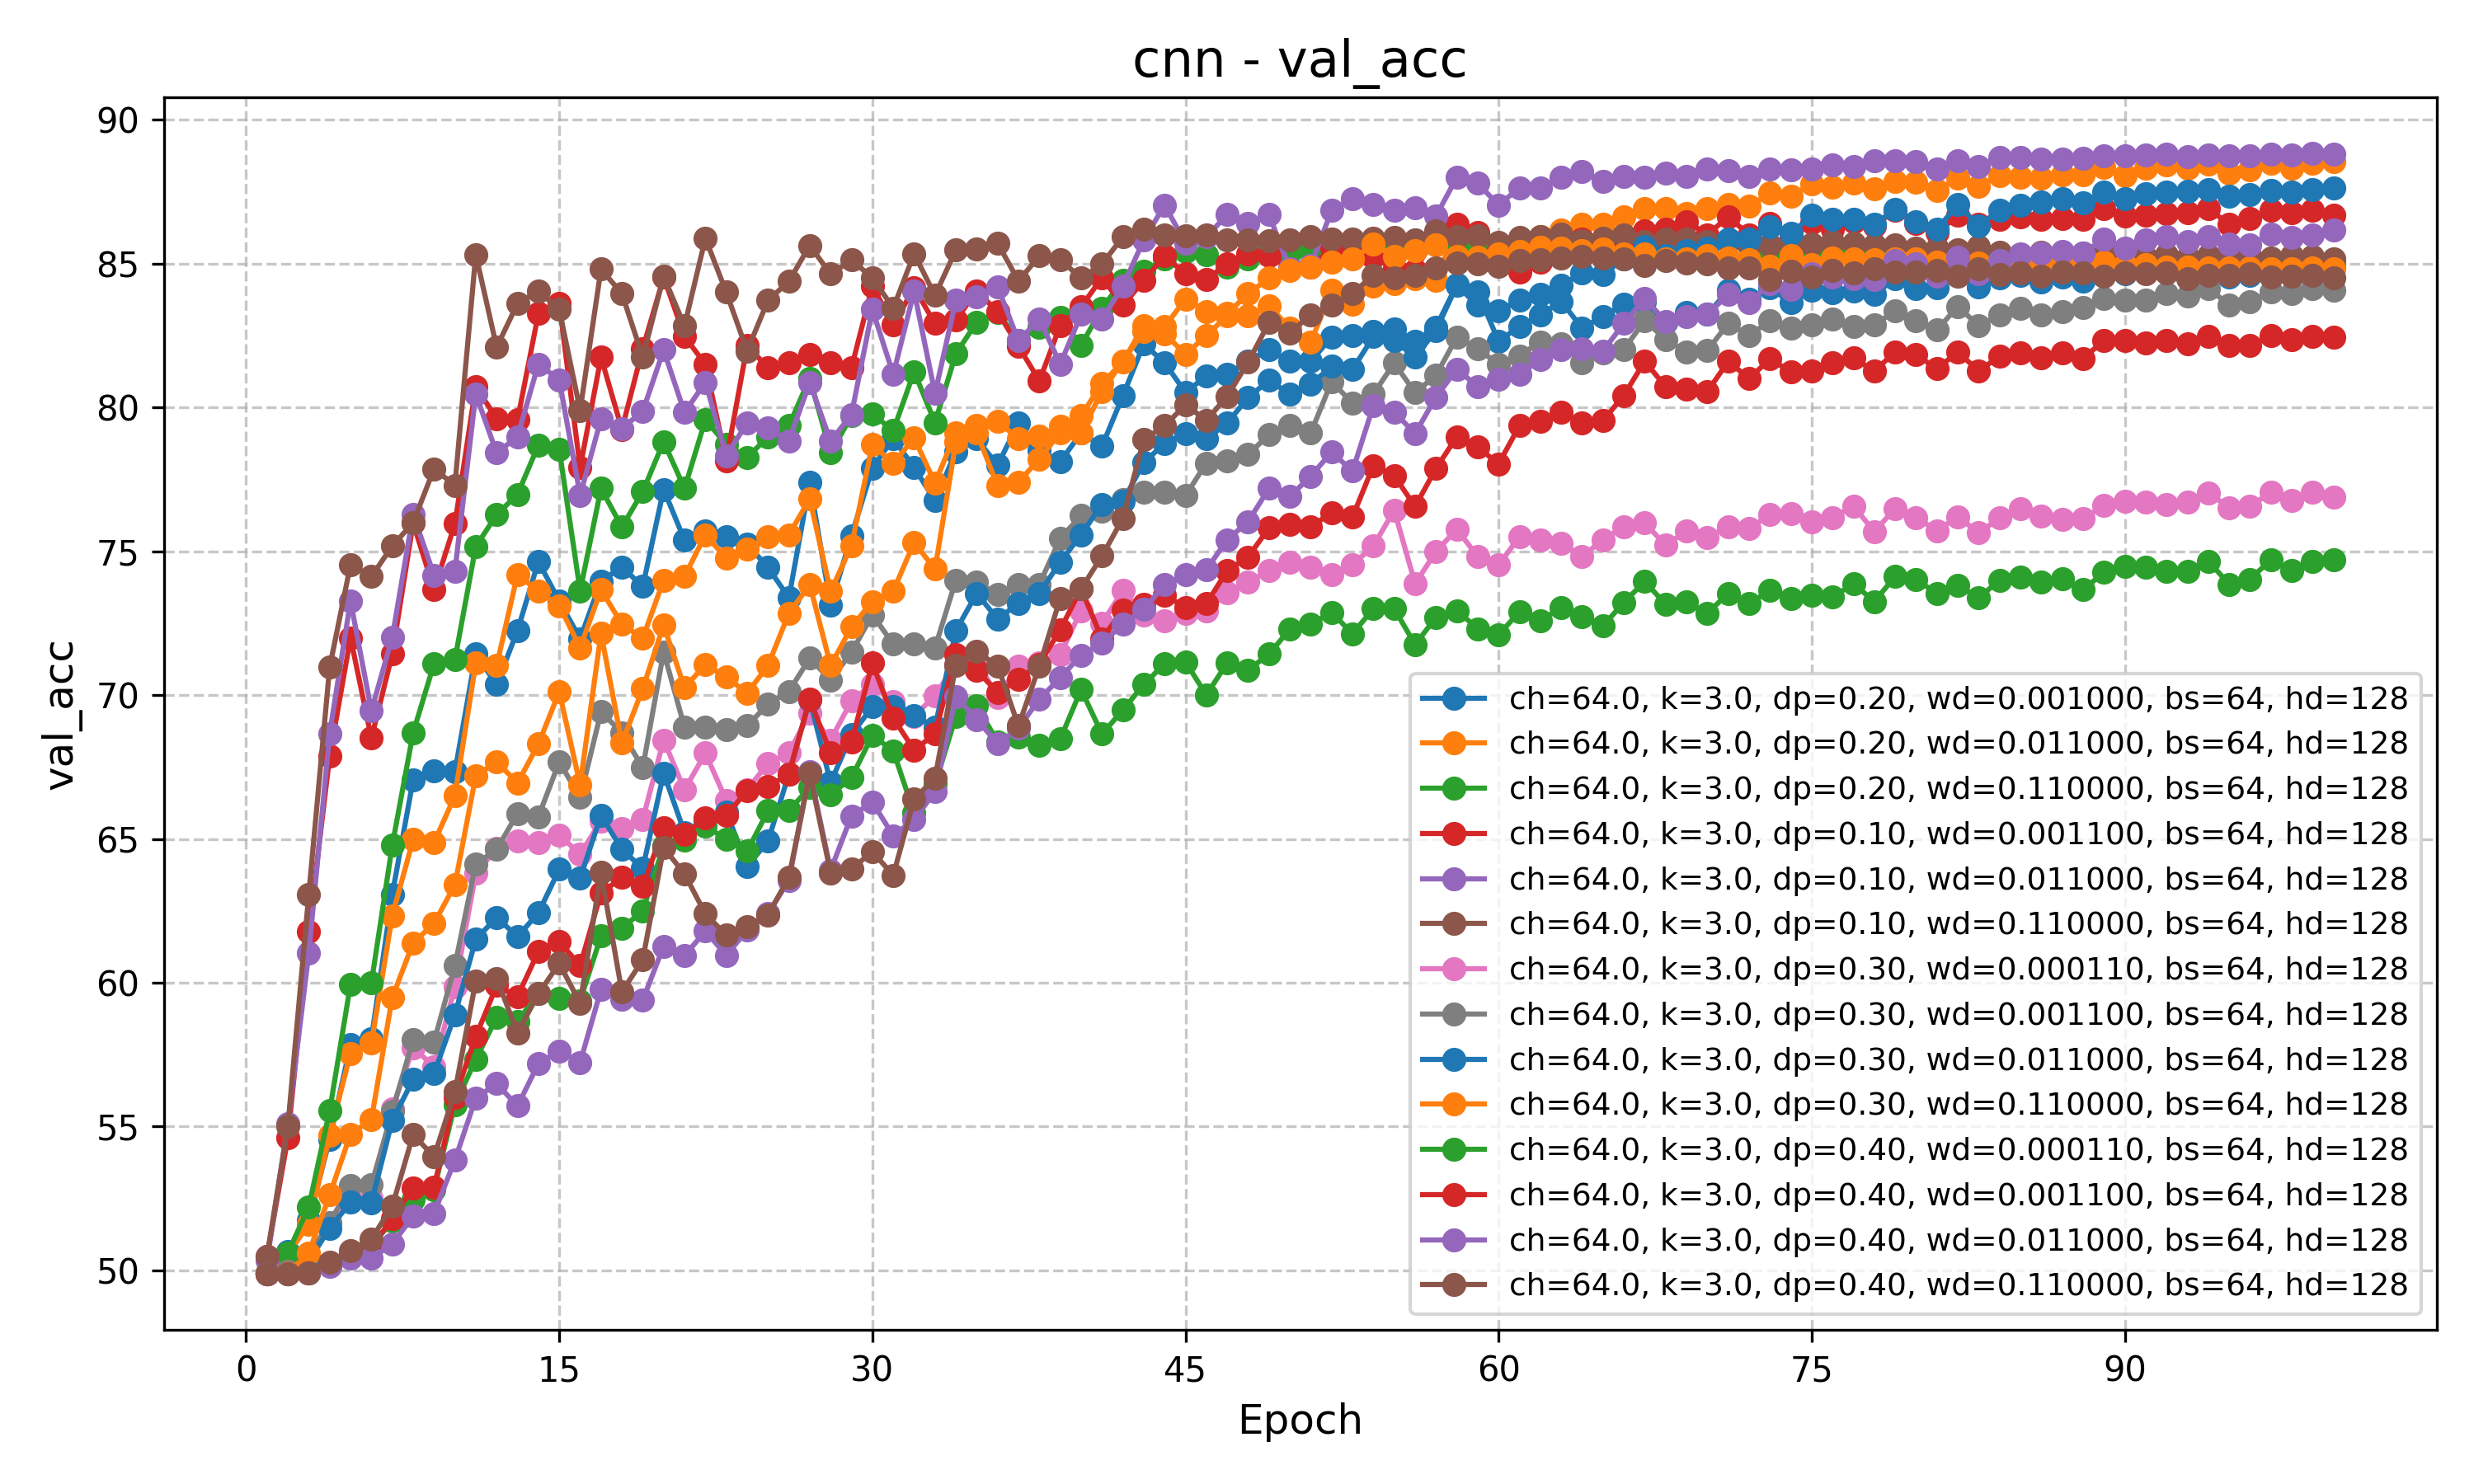 cnn - val_acc
90
85
80
75
70
65
60
55
50
val_acc
0 15 30 45 60 75 90
Epoch
ch=64.0, k=3.0, dp=0.20, wd=0.001000, bs=64, hd=128
ch=64.0, k=3.0, dp=0.20, wd=0.011000, bs=64, hd=128
ch=64.0, k=3.0, dp=0.20, wd=0.110000, bs=64, hd=128
ch=64.0, k=3.0, dp=0.10, wd=0.001100, bs=64, hd=128
ch=64.0, k=3.0, dp=0.10, wd=0.011000, bs=64, hd=128
ch=64.0, k=3.0, dp=0.10, wd=0.110000, bs=64, hd=128
ch=64.0, k=3.0, dp=0.30, wd=0.000110, bs=64, hd=128
ch=64.0, k=3.0, dp=0.30, wd=0.001100, bs=64, hd=128
ch=64.0, k=3.0, dp=0.30, wd=0.011000, bs=64, hd=128
ch=64.0, k=3.0, dp=0.30, wd=0.110000, bs=64, hd=128
ch=64.0, k=3.0, dp=0.40, wd=0.000110, bs=64, hd=128
ch=64.0, k=3.0, dp=0.40, wd=0.001100, bs=64, hd=128
ch=64.0, k=3.0, dp=0.40, wd=0.011000, bs=64, hd=128
ch=64.0, k=3.0, dp=0.40, wd=0.110000, bs=64, hd=128